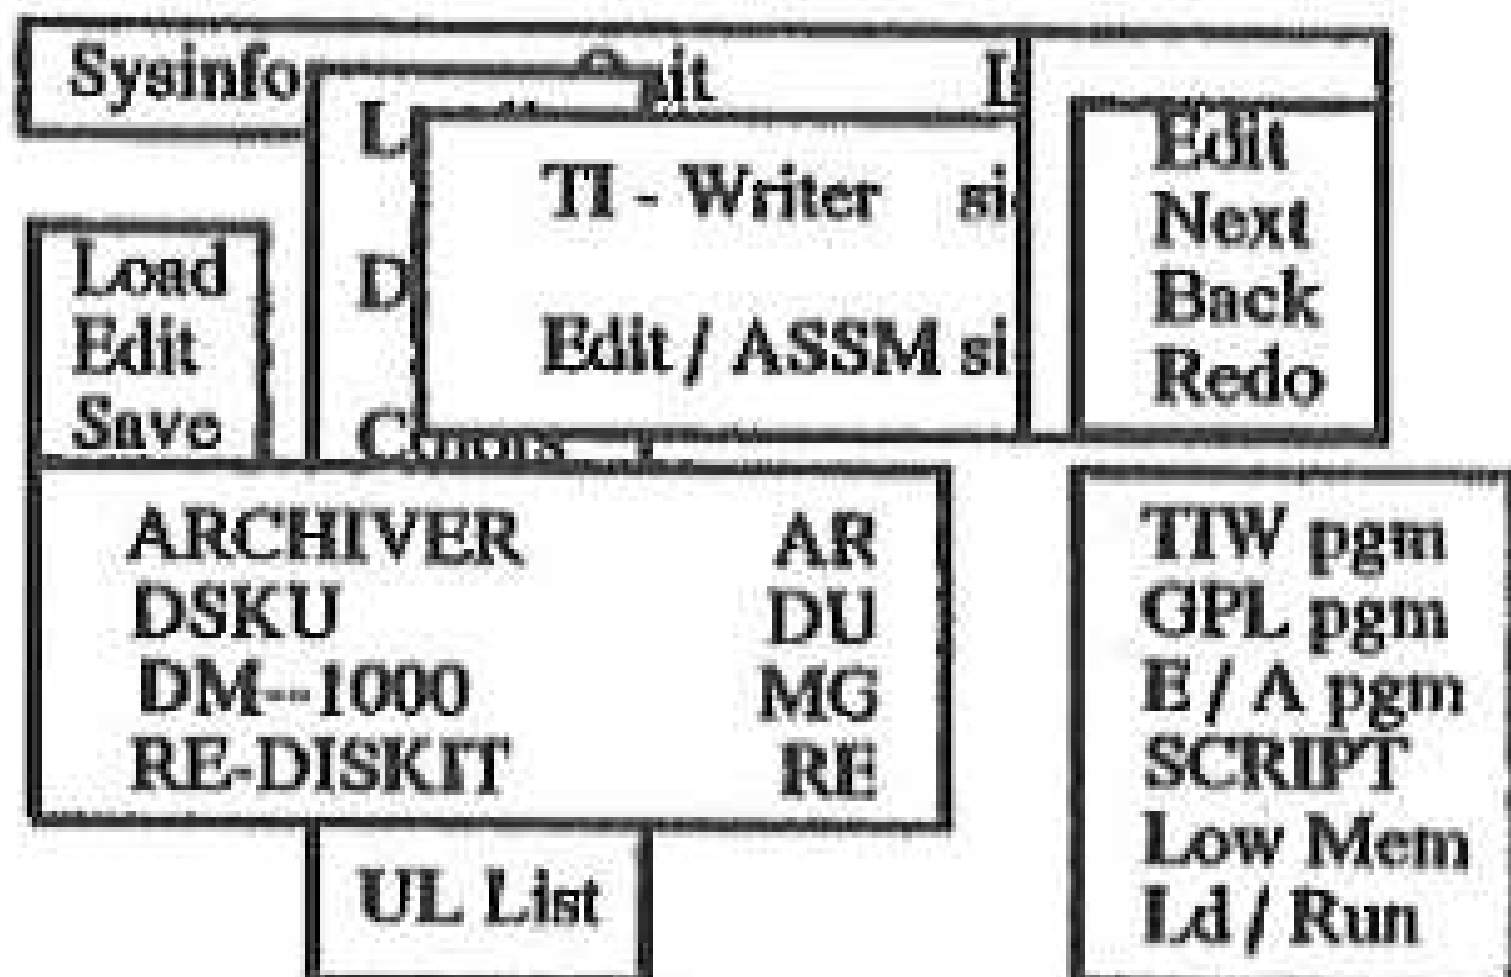 Sysinfo
TI - Writer
Edit / ASSM
Edit
Next
Back
Redo
Load
Edit
Save
ARCHIVER AR
DSKU DU
DM--1000 MG
RE-DISKIT RE
UL List
TIW pgm
GPL pgm
E / A pgm
SCRIPT
Low Mem
Ld / Run